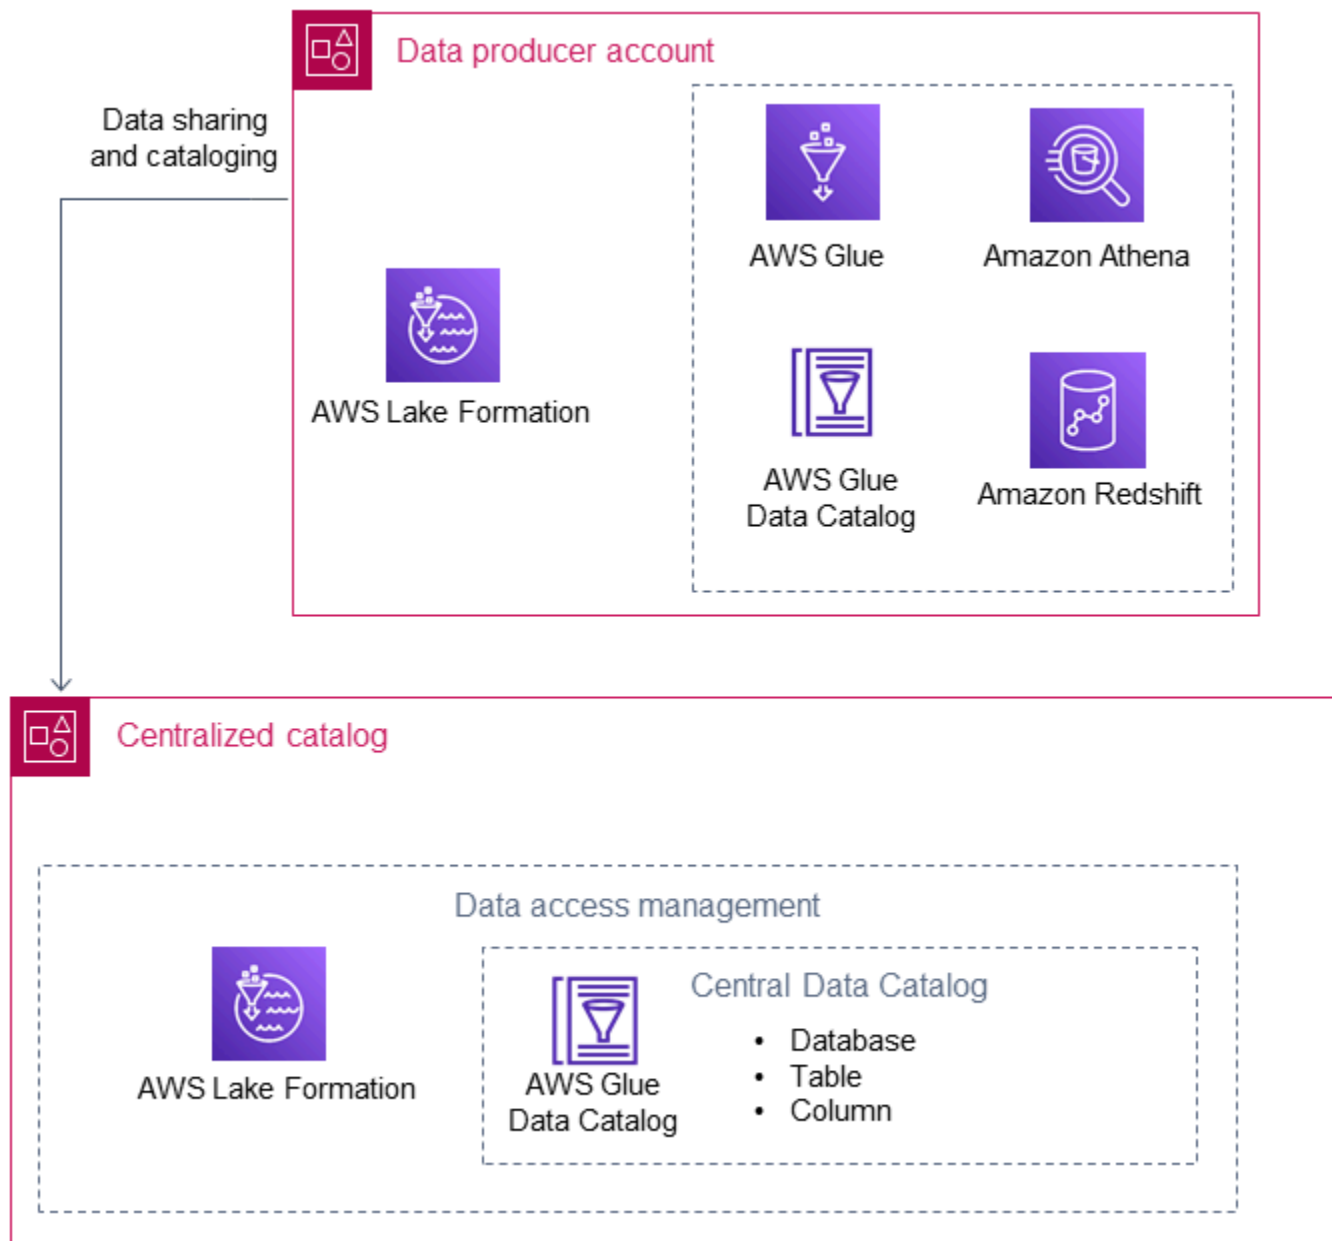 Data producer account
Data sharing
and cataloging
AWS Glue
Amazon Athena
AWS Lake Formation
AWS Glue
Data Catalog
Amazon Redshift
Centralized catalog
Data access management
Central Data Catalog
• Database
• Table
• Column
AWS Lake Formation
AWS Glue
Data Catalog